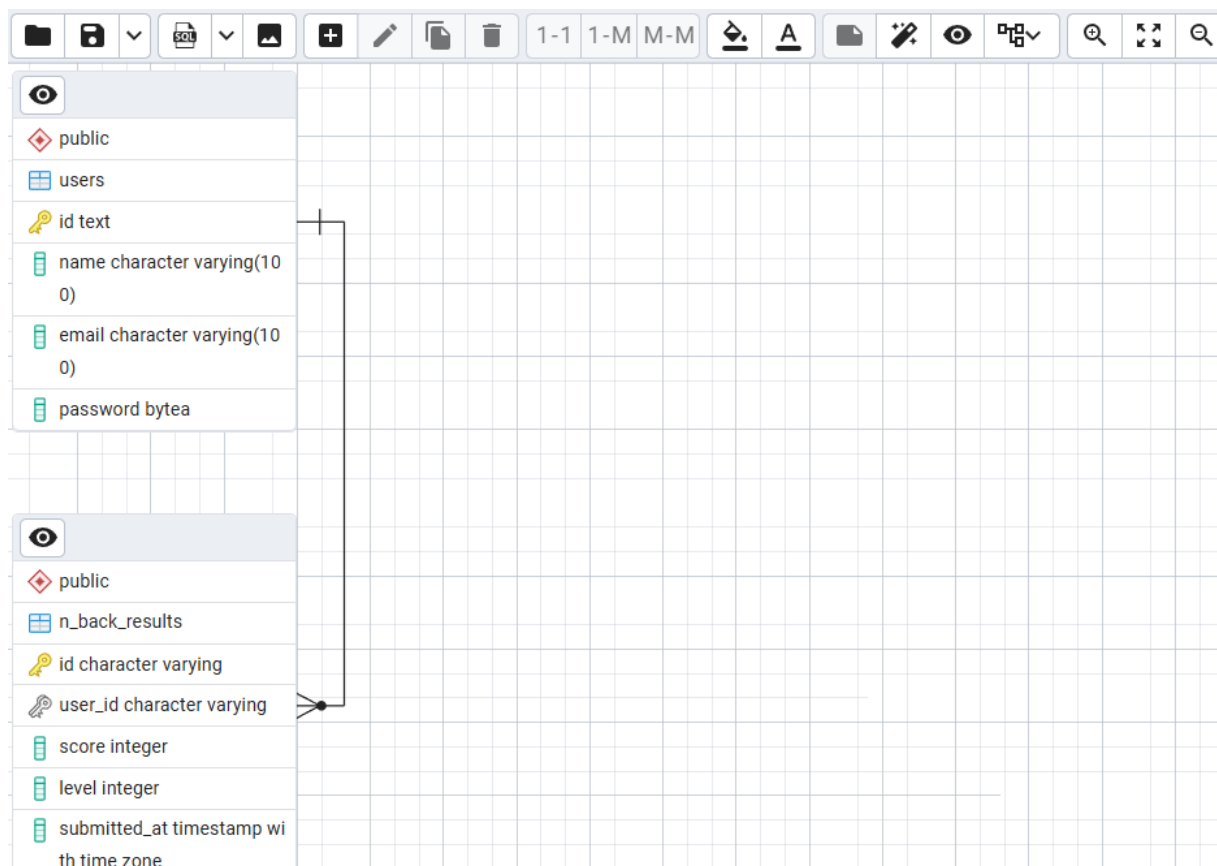 SQL
1-1 1-M M-M
A
public
users
id text
name character varying(10
0)
email character varying(10
0)
password bytea
public
n_back_results
id character varying
user_id character varying
score integer
level integer
submitted_at timestamp wi
th time zone